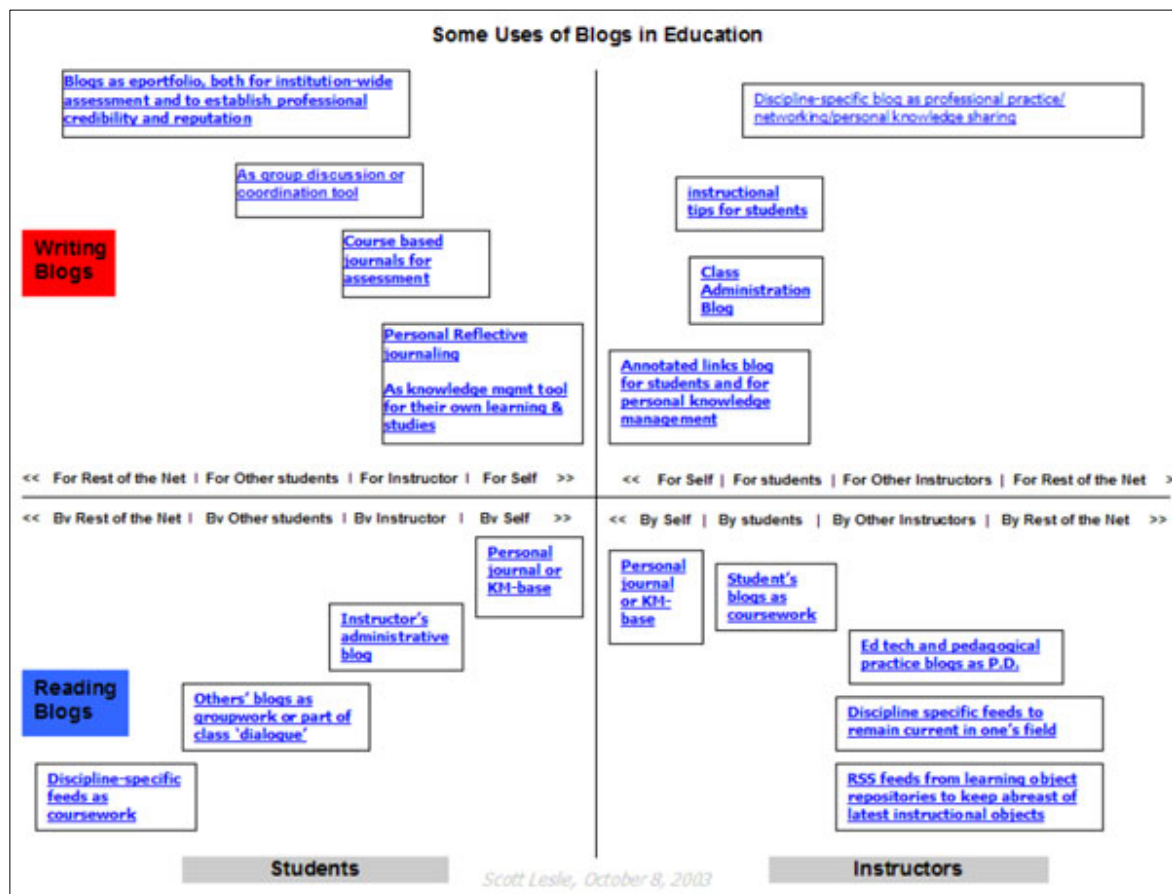 Some Uses of Blogs in Education
Blogs as eportfolio, both for institution-wide
assessment and to establish professional
credibility and reputation
As group discussion or
coordination tool
Writing
Blogs
Course based
journals for
assessment
Personal Reflective
journaling
As knowledge mgmt tool
for their own learning &
studies
Discipline-specific blog as professional practice/
networking/personal knowledge sharing
instructional
tips for students
Class
Administration
Blog
Annotated links blog
for students and for
personal knowledge
management
<< For Rest of the Net | For Other students | For Instructor | For Self >>
<< For Self | For students | For Other Instructors | For Rest of the Net >
<< By Rest of the Net | By Other students | By Instructor | By Self >>
<< By Self | By students | By Other Instructors | By Rest of the Net >>
Personal
journal or
KM-base
Instructor's
administrative
blog
Reading
Blogs
Others' blogs as
groupwork or part of
class 'dialogue'
Discipline-specific
feeds as
coursework
Personal
journal
or KM-
base
Student's
blogs as
coursework
Ed tech and pedagogical
practice blogs as P.D.
Discipline specific feeds to
remain current in one's field
RSS feeds from learning object
repositories to keep abreast of
latest instructional objects
Students
Scott Leslie, October 8, 2003
Instructors